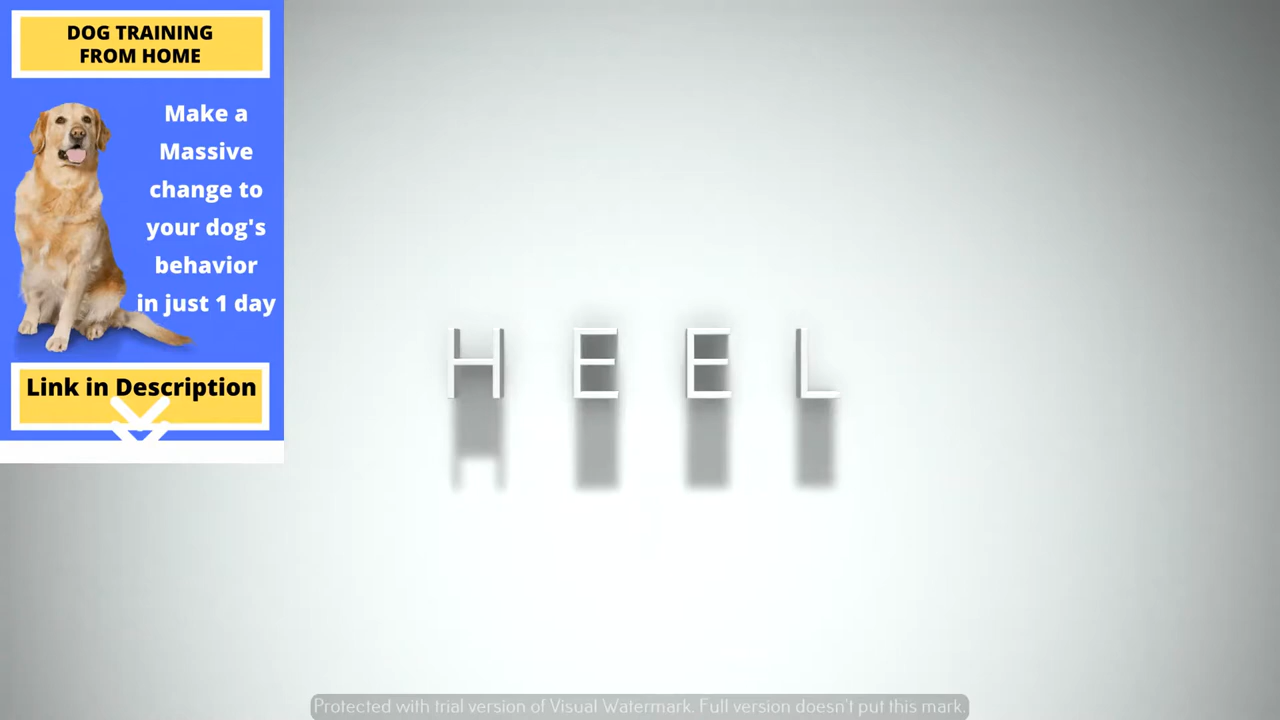 DOG TRAINING
FROM HOME
Make a
Massive
change to
your dog's
behavior
in just 1 day
Link in Description
HEEL
Protected with trial version of Visual Watermark. Full version doesn't put this mark.